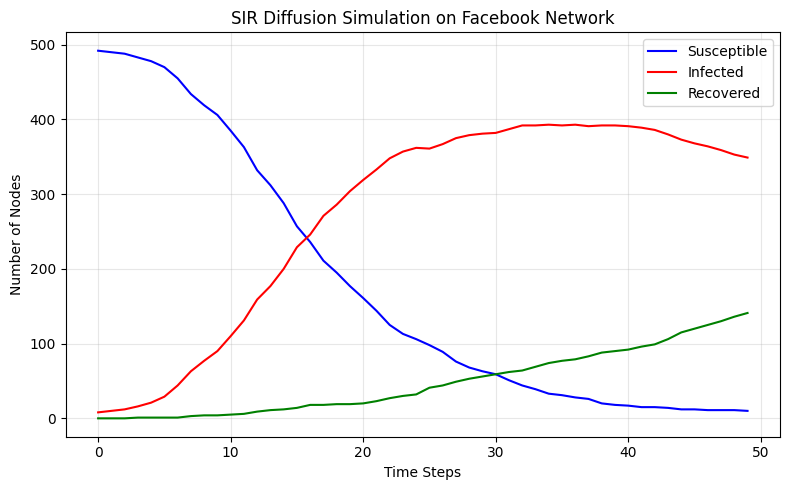 SIR Diffusion Simulation on Facebook Network
Susceptible
Infected
Recovered
Number of Nodes
500
400
300
200
100
0
0 10 20 30 40 50
Time Steps